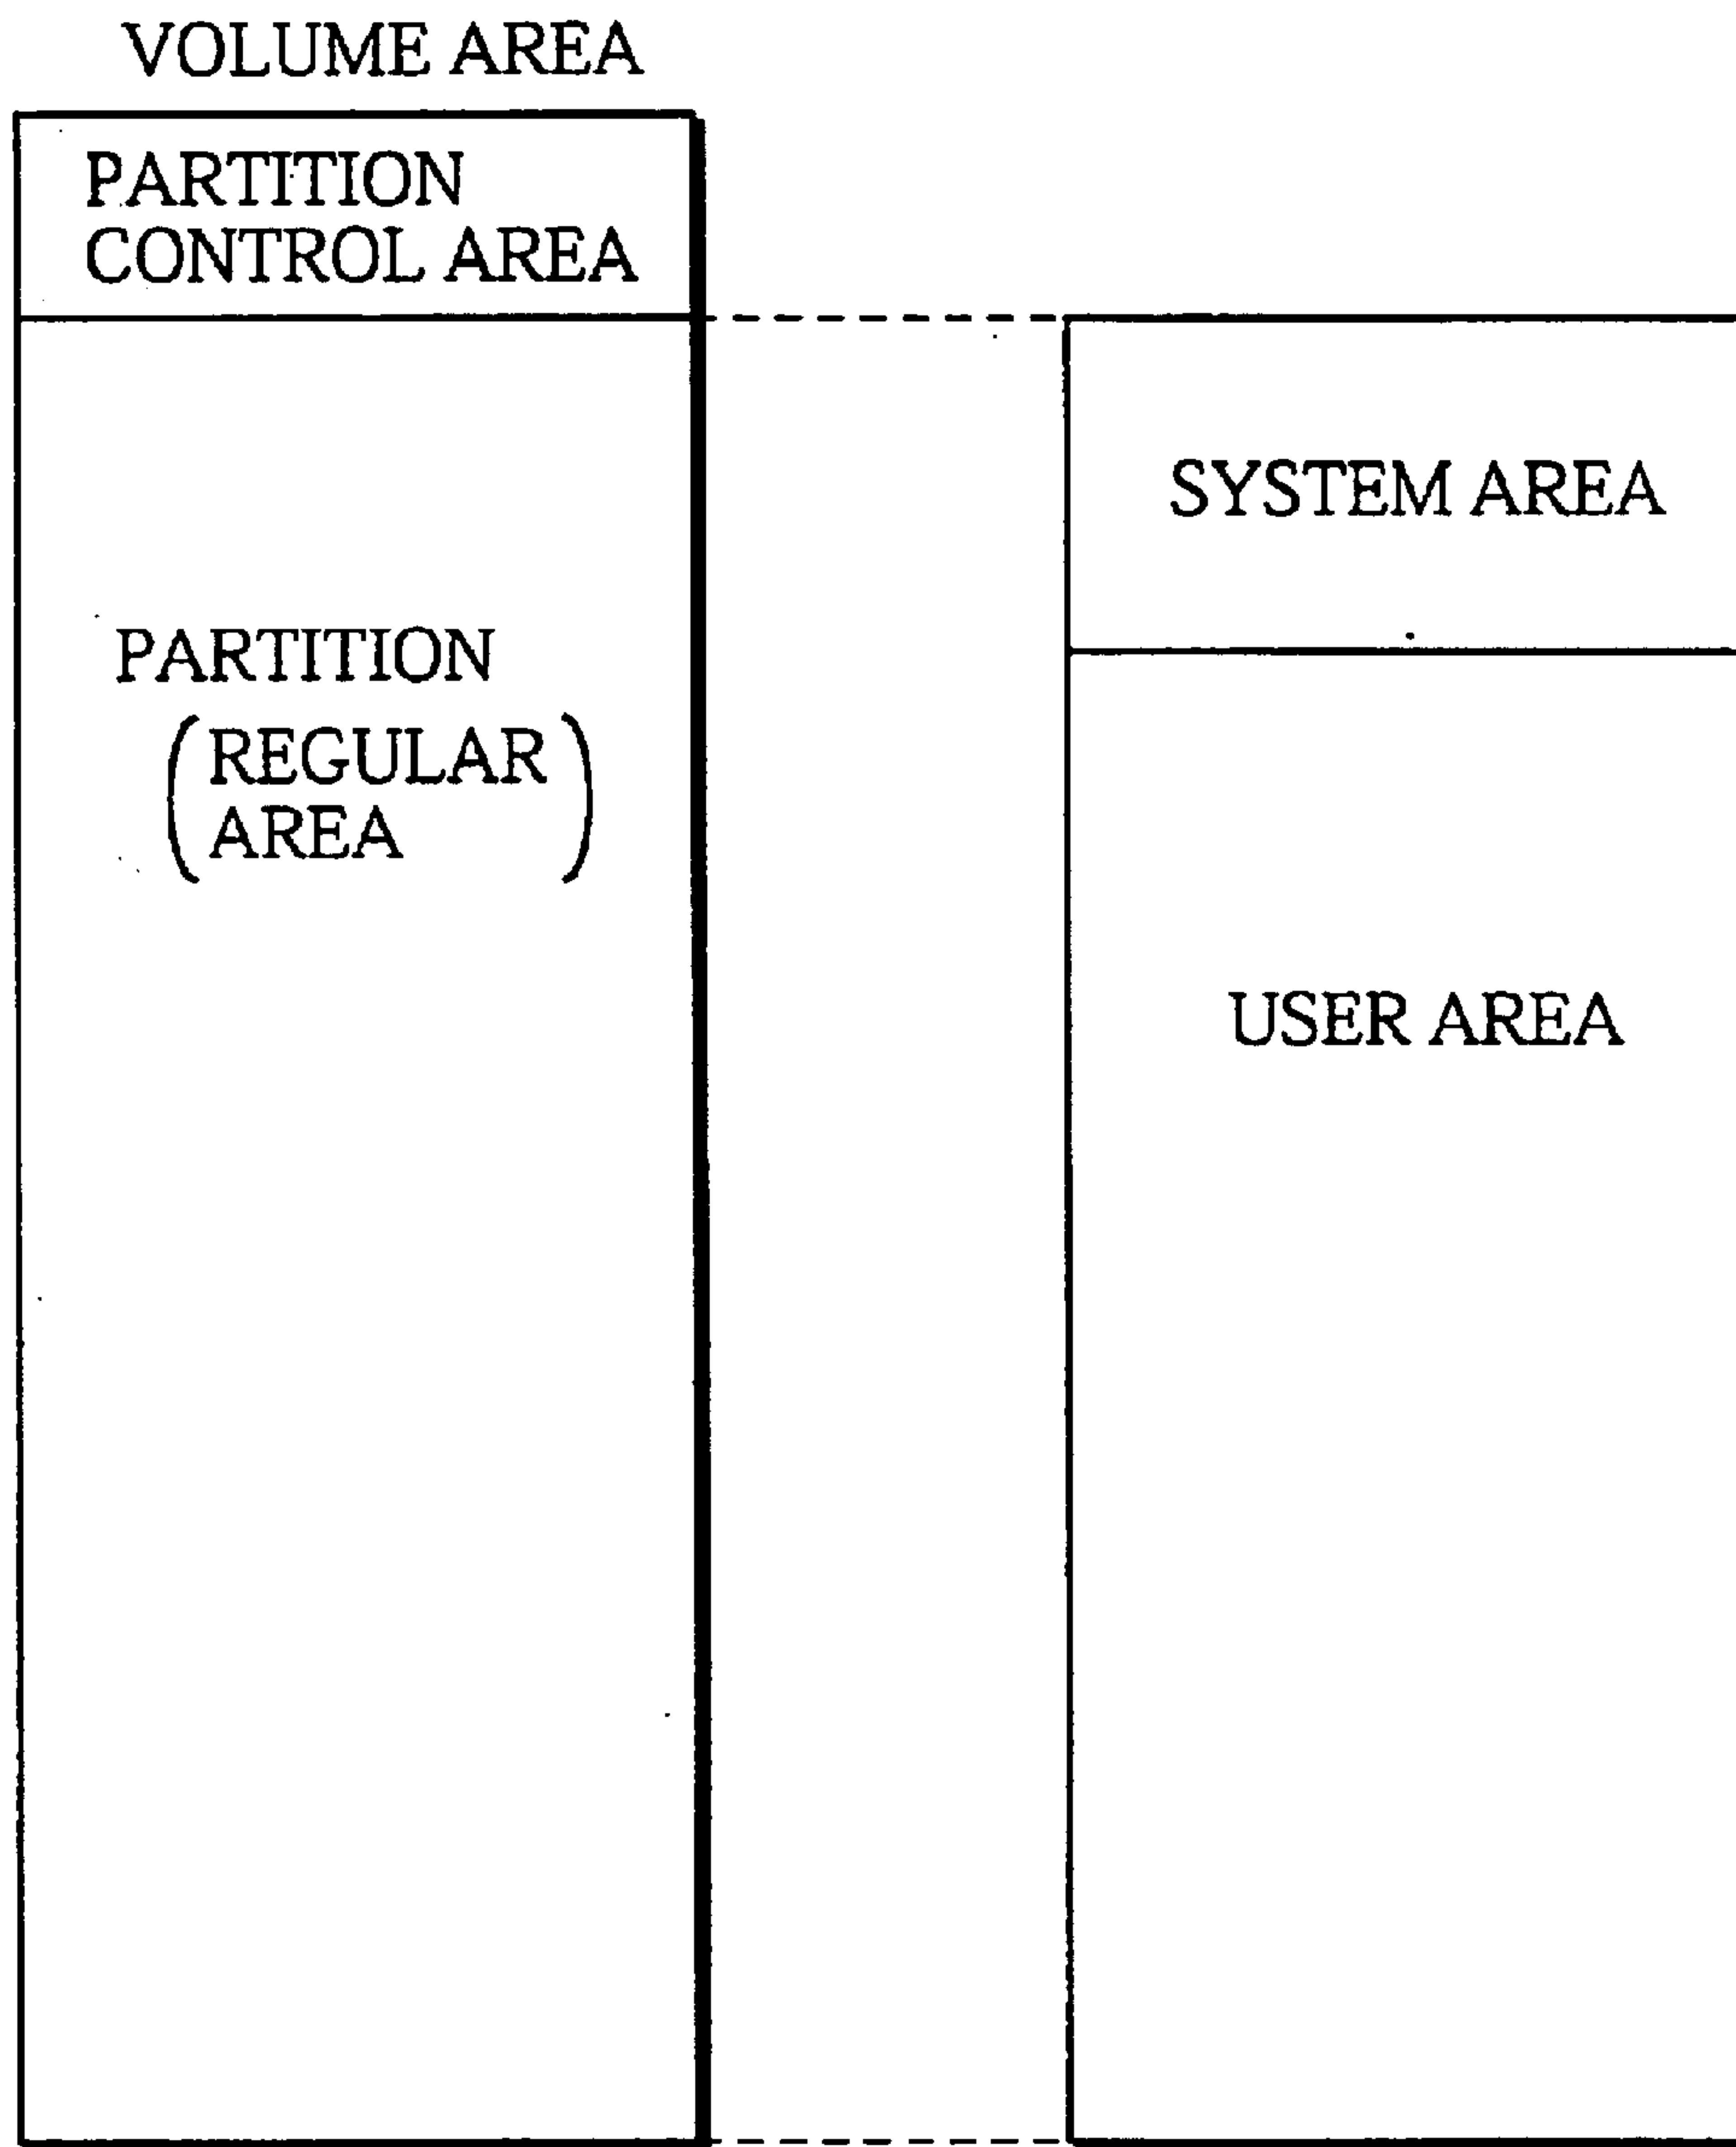 VOLUME AREA
PARTITION
CONTROL AREA
PARTITION
(REGULAR
AREA)
SYSTEM AREA
USER AREA